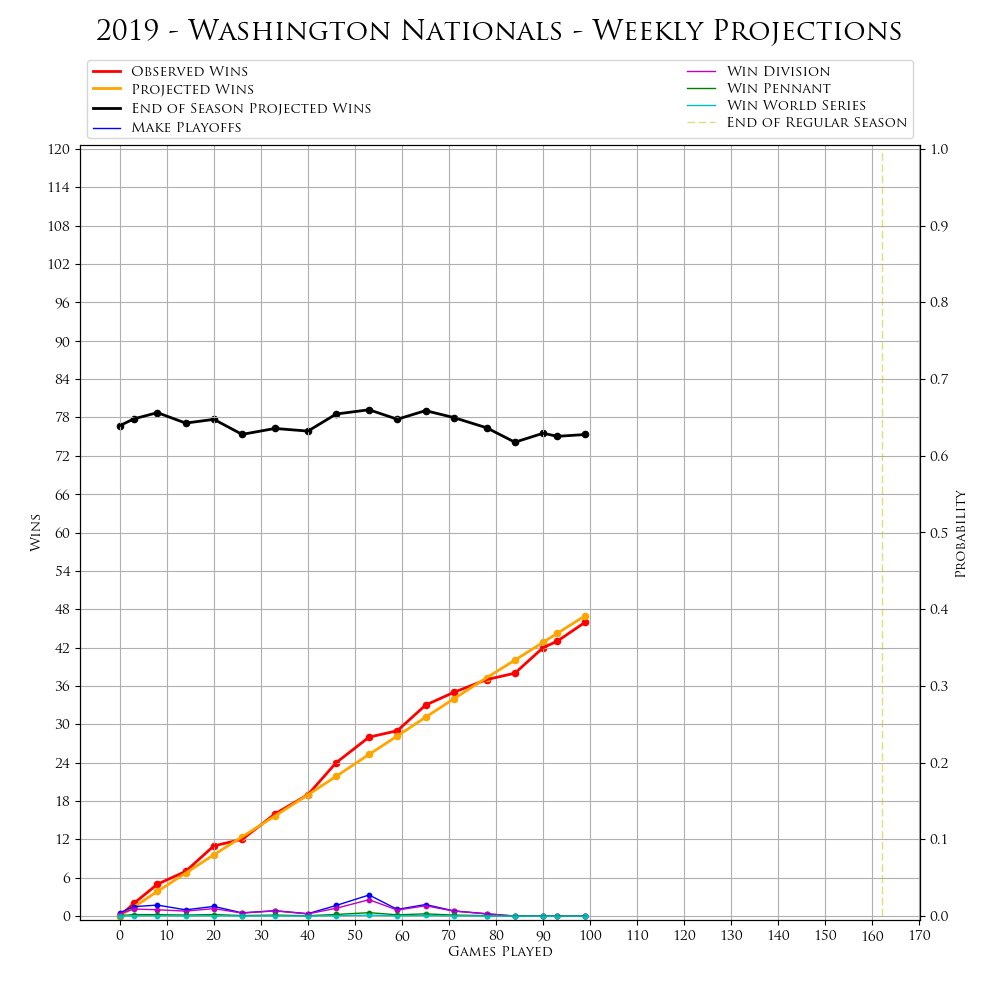 2019 - Washington Nationals - Weekly Projections
Observed Wins
Projected Wins
End of Season Projected Wins
Make Playoffs
Win Division
Win Pennant
Win World Series
End of Regular Season
120
114
108
102
96
90
84
78
72
66
60
54
48
42
36
30
24
18
12
6
0
Wins
1.0
0.9
0.8
0.7
0.6
0.5
0.4
0.3
0.2
0.1
0.0
Probability
0 10 20 30 40 50 60 70 80 90 100 110 120 130 140 150 160 170
Games Played